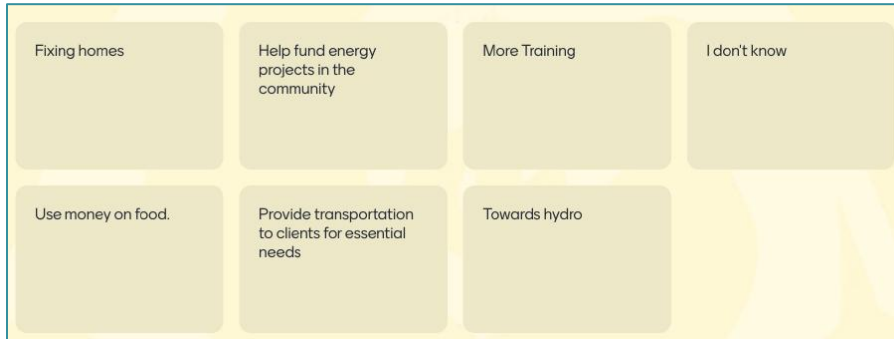 Fixing homes
Help fund energy
projects in the
community
More Training
I don't know
Use money on food.
Provide transportation
to clients for essential
needs
Towards hydro